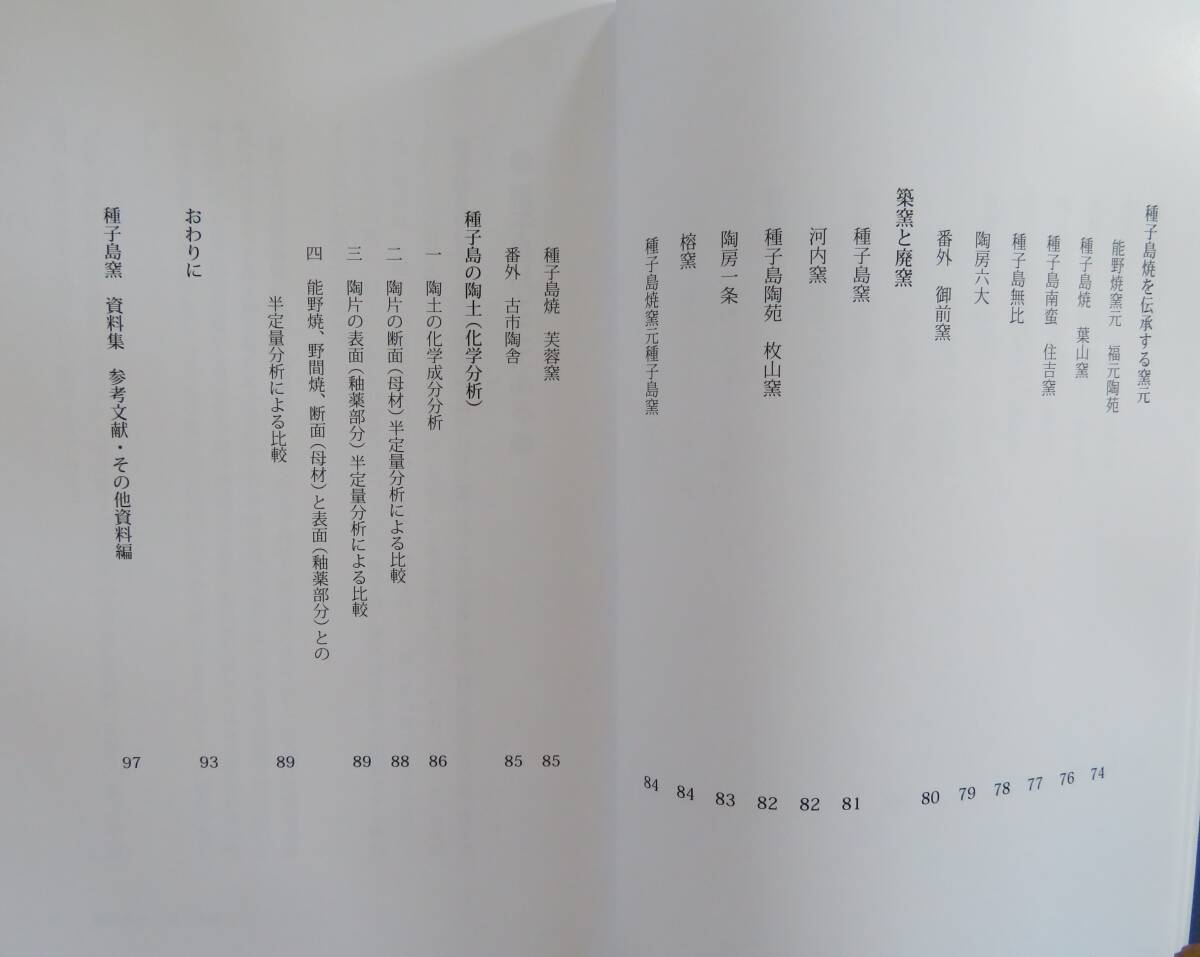 種子島焼を伝承する窯元
能野焼窯元　福元陶苑　74
種子島焼　葉山窯　76
種子島南蛮　住吉窯　77
種子島無比　78
陶房六大　79
番外　御前窯　80
築窯と廃窯
種子島窯　81
河内窯　82
種子島陶苑　枚山窯　82
陶房一条　83
榕窯　84
種子島焼窯元種子島窯　84
種子島焼　芙蓉窯　85
番外　古市陶舎　85
種子島の陶土（化学分析）
一　陶土の化学成分分析　86
二　陶片の断面（母材）半定量分析による比較　88
三　陶片の表面（釉薬部分）半定量分析による比較　89
四　能野焼、野間焼、断面（母材）と表面（釉薬部分）との
半定量分析による比較　89
おわりに　93
種子島窯　資料集　参考文献・その他資料編　97